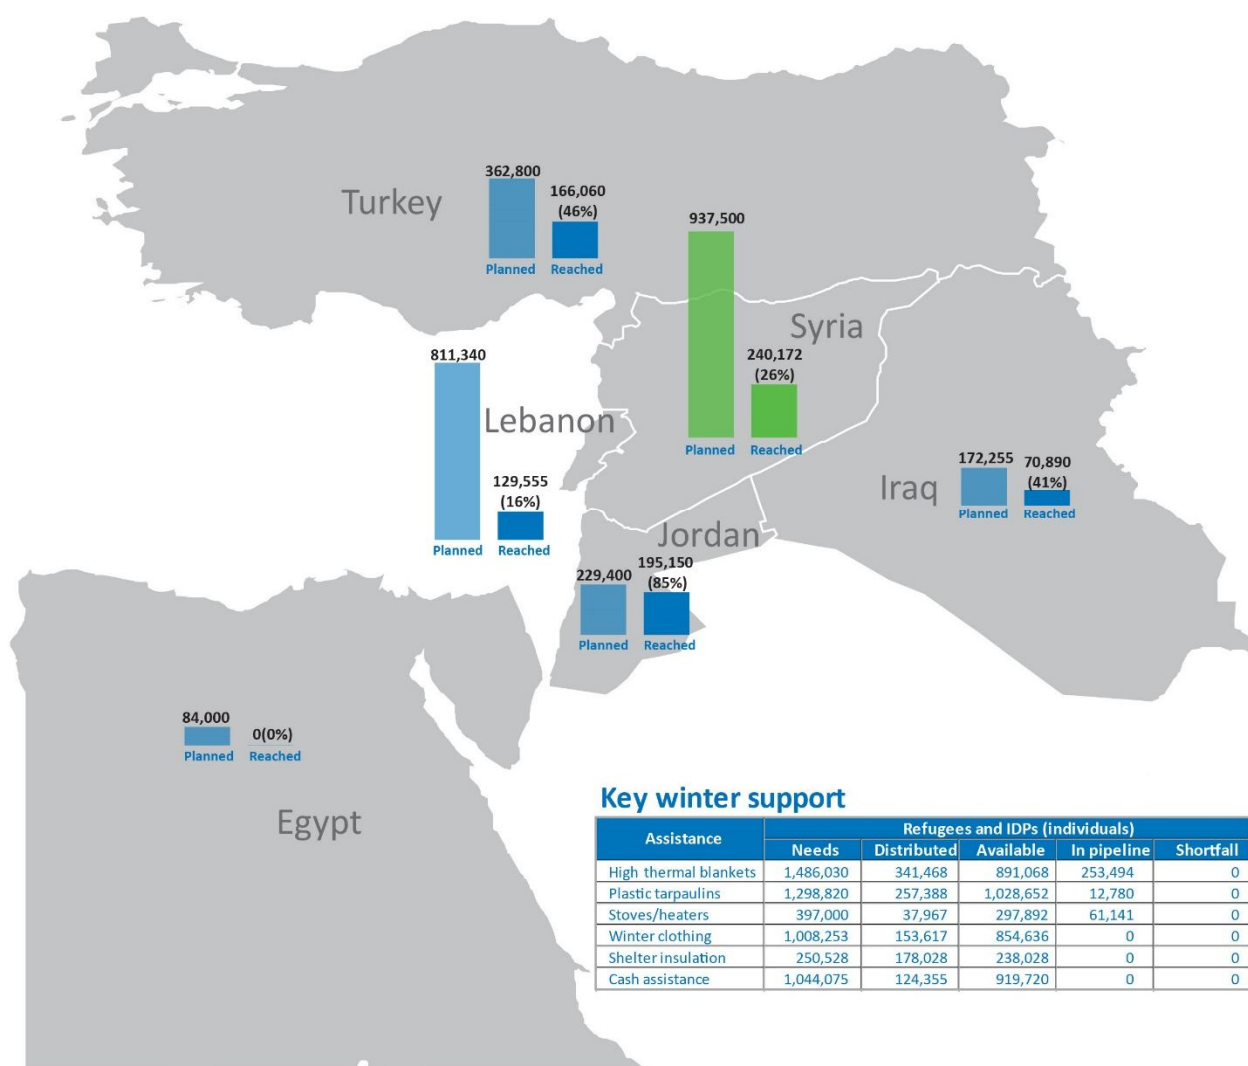 362,800
166,060
(46%)
Turkey
Planned
Reached
937,500
Syria
240,172
(26%)
Planned
Reached
811,340
Lebanon
129,555
(16%)
Planned
Reached
172,255
70,890
(41%)
Iraq
Planned
Reached
Jordan
229,400
195,150
(85%)
Planned
Reached
84,000
0(0%)
Planned
Reached
Egypt
Key winter support
Assistance
Refugees and IDPs (individuals)
Needs Distributed Available In pipeline Shortfall
High thermal blankets 1,486,030 341,468 891,068 253,494 0
Plastic tarpaulins 1,298,820 257,388 1,028,652 12,780 0
Stoves/heaters 397,000 37,967 297,892 61,141 0
Winter clothing 1,008,253 153,617 854,636 0 0
Shelter insulation 250,528 178,028 238,028 0 0
Cash assistance 1,044,075 124,355 919,720 0 0